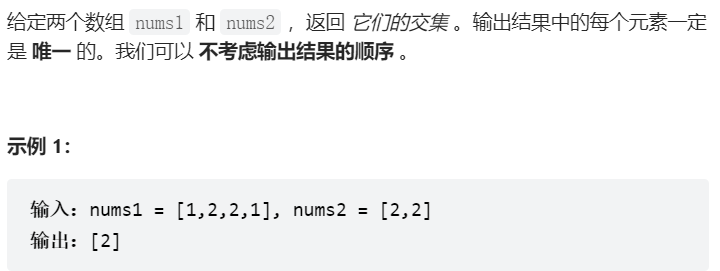 给定两个数组 nums1 和 nums2 ，返回 它们的交集 。输出结果中的每个元素一定
是 唯一 的。我们可以 不考虑输出结果的顺序 。
示例 1：
输入：nums1 = [1,2,2,1], nums2 = [2,2]
输出：[2]